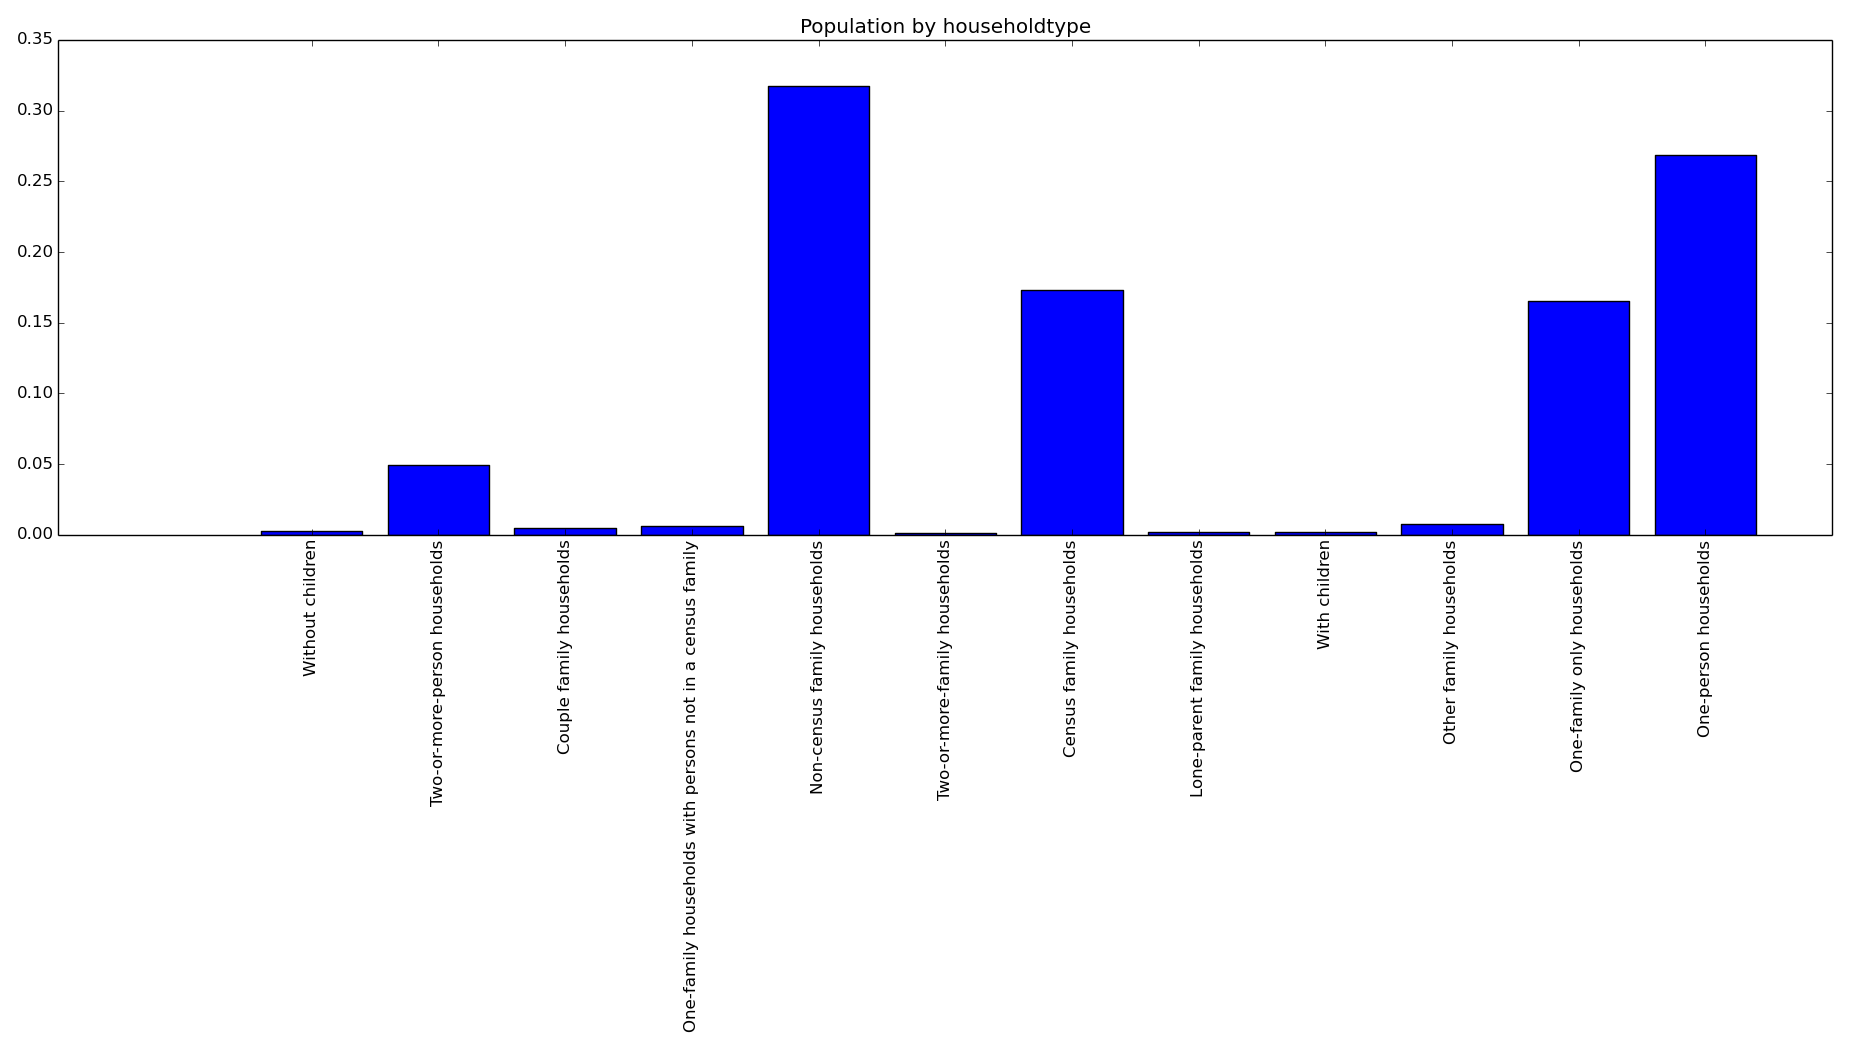 Population by householdtype
0.35
0.30
0.25
0.20
0.15
0.10
0.05
0.00
Without children
Two-or-more-person households
Couple family households
One-family households with persons not in a census family
Non-census family households
Two-or-more-family households
Census family households
Lone-parent family households
With children
Other family households
One-family only households
One-person households